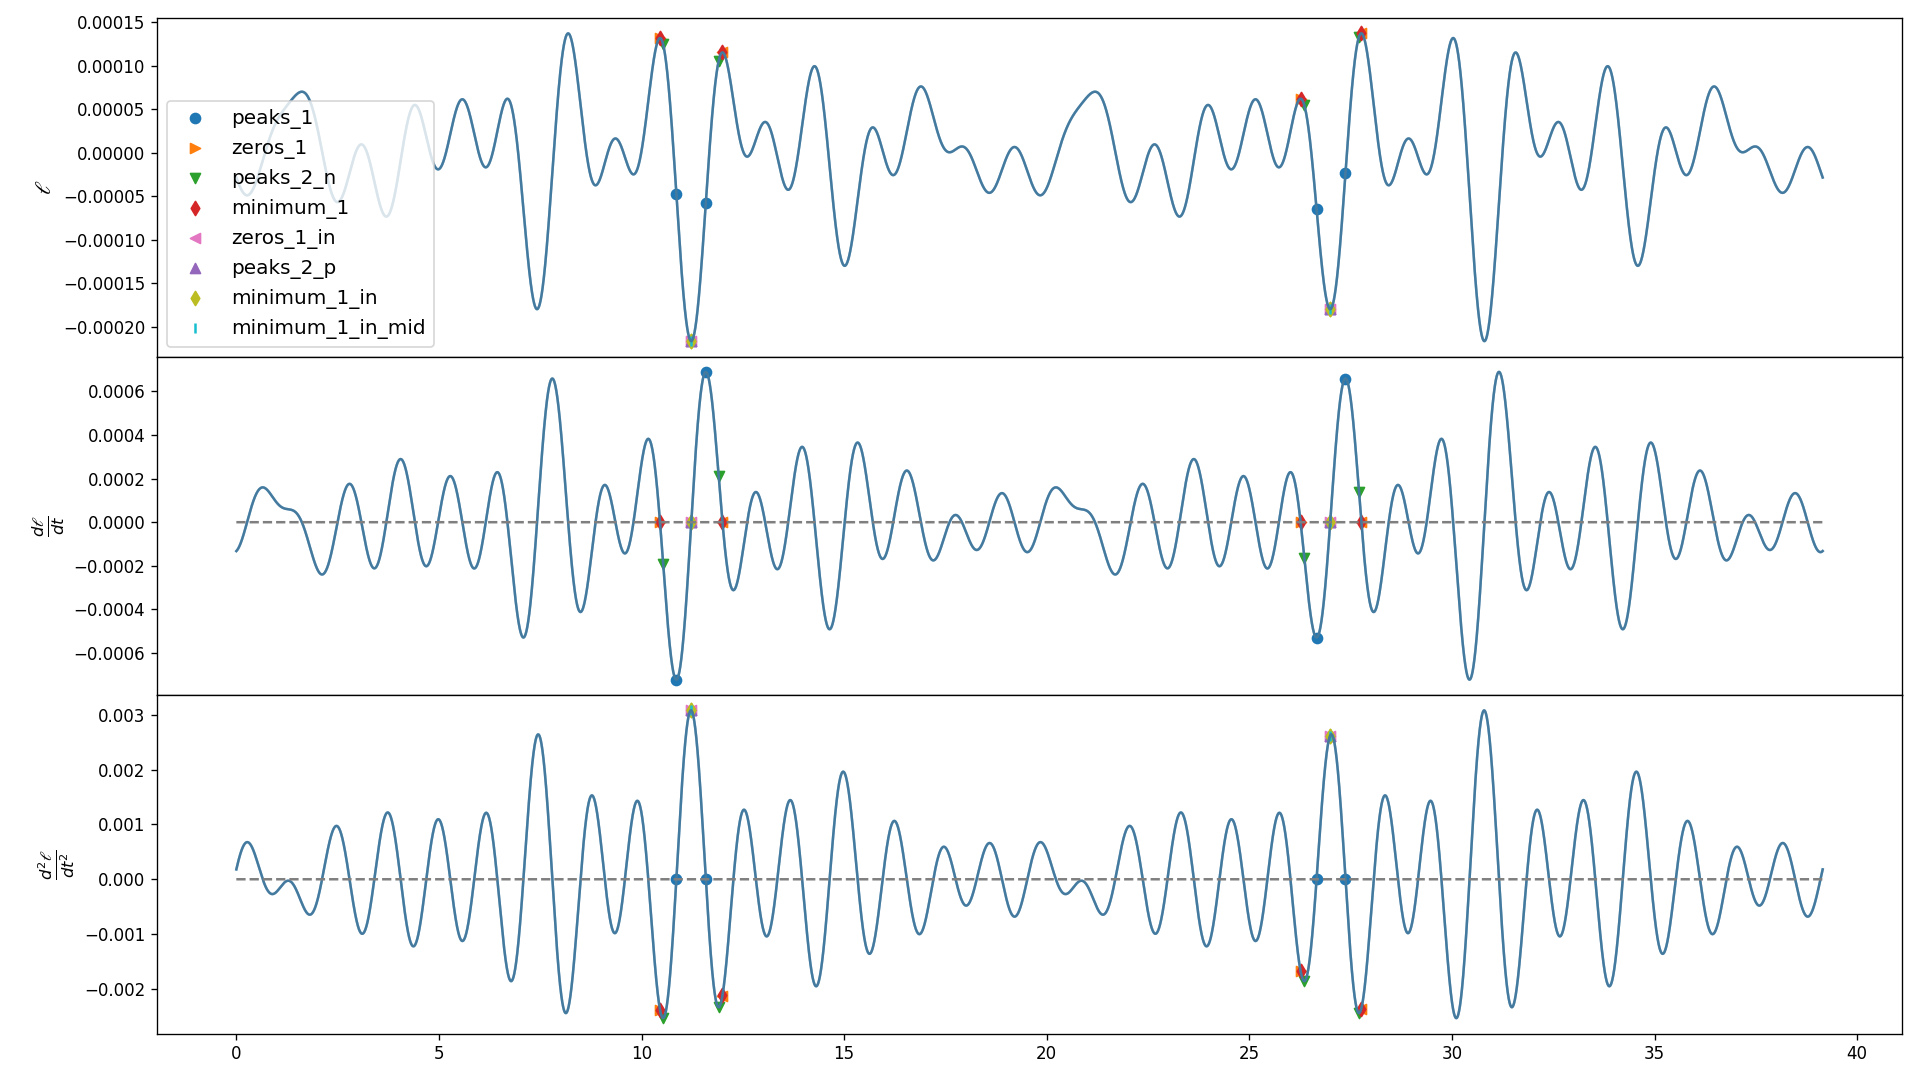 0.00015
0.00010
0.00005
0.00000
−0.00005
−0.00010
−0.00015
−0.00020
ℓ
peaks_1
zeros_1
peaks_2_n
minimum_1
zeros_1_in
peaks_2_p
minimum_1_in
minimum_1_in_mid
0.0006
0.0004
0.0002
0.0000
−0.0002
−0.0004
−0.0006
dℓ
dt
0.003
0.002
0.001
0.000
−0.001
−0.002
d²ℓ
dt²
0 5 10 15 20 25 30 35 40